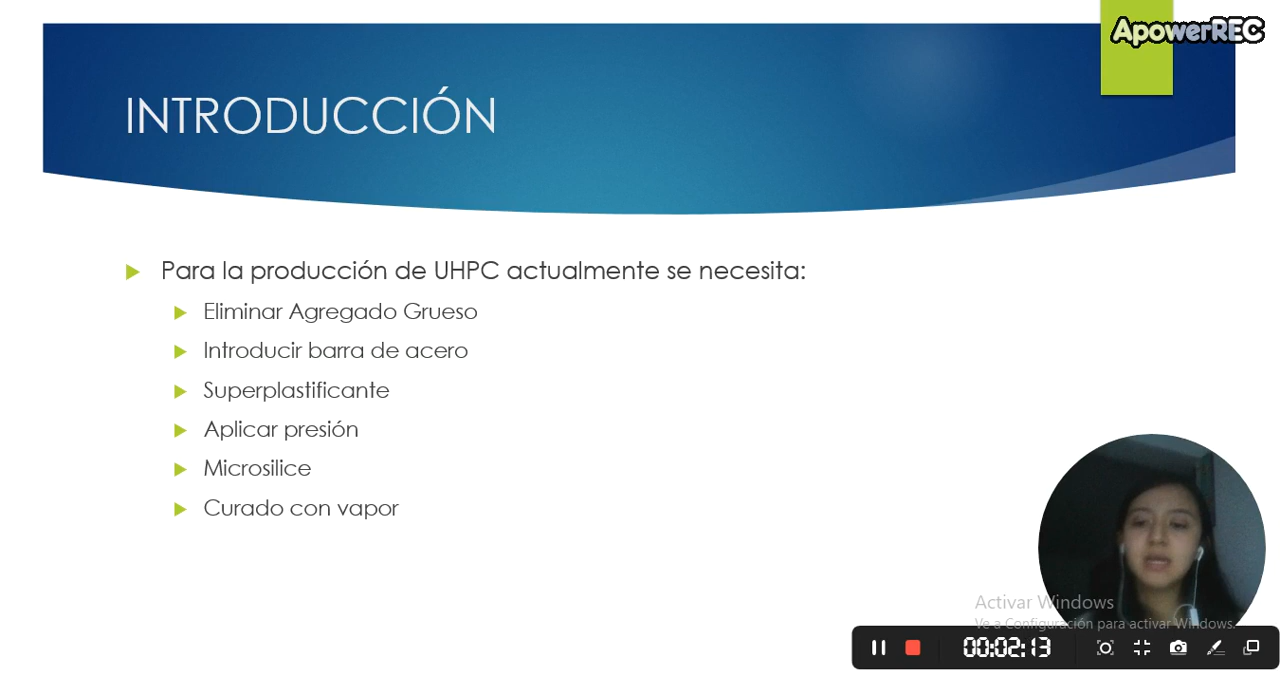 ApowerREC
INTRODUCCIÓN
Para la producción de UHPC actualmente se necesita:
Eliminar Agregado Grueso
Introducir barra de acero
Superplastificante
Aplicar presión
Microsilice
Curado con vapor
Activar Windows
Ve a Configuración para activar Windows.
00:02:13